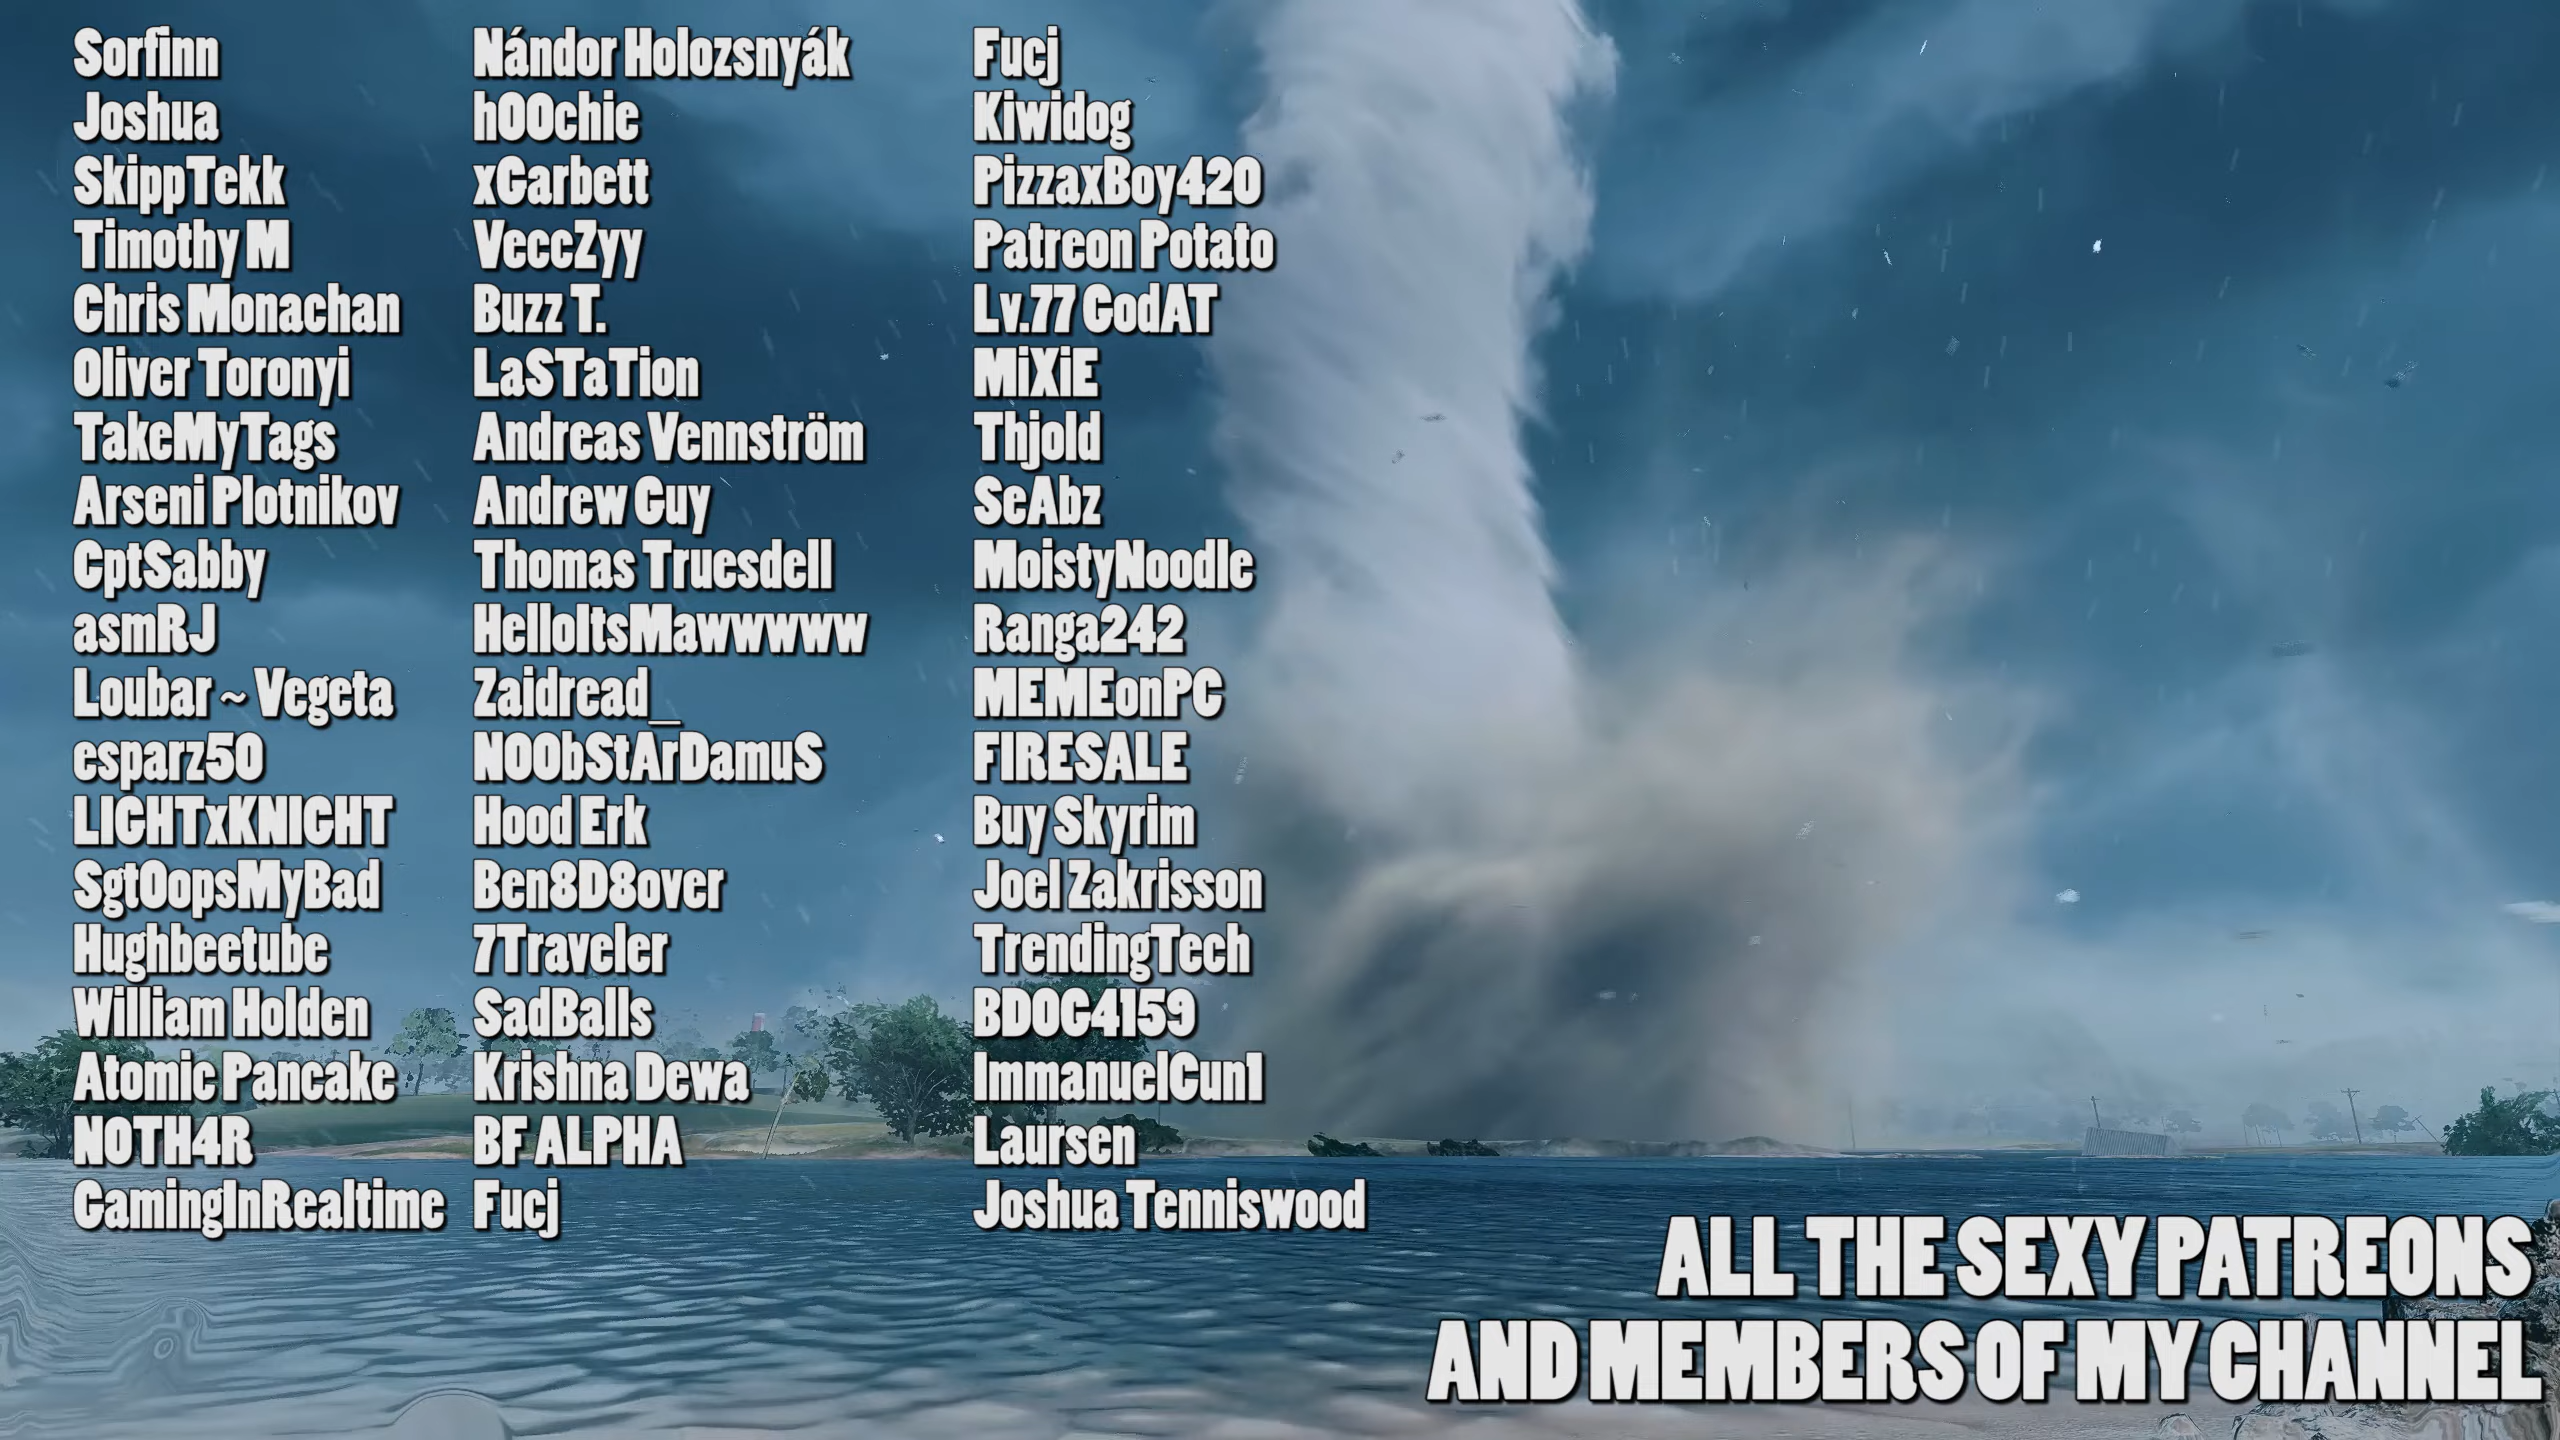 Sorfinn
Joshua
SkippTekk
Timothy M
Chris Monachan
Oliver Toronyi
TakeMyTags
Arseni Plotnikov
CptSabby
asmRJ
Loubar ~ Vegeta
esparz50
LIGHTxKNIGHT
SgtOopsMyBad
Hughbeetube
William Holden
Atomic Pancake
NOTH4R
GamingInRealtime
Nándor Holozsnyák
h00chie
xGarbett
VeccZyy
Buzz T.
LaSTaTion
Andreas Vennström
Andrew Guy
Thomas Truesdell
HelloItsMawwwww
Zaidread_
N00bStArDamuS
Hood Erk
Ben8D8over
7Traveler
SadBalls
Krishna Dewa
BF ALPHA
Fucj
Fucj
Kiwidog
PizzaxBoy420
Patreon Potato
Lv.77 GodAT
MiXiE
Thjold
SeAbz
MoistyNoodle
Ranga242
MEMEonPC
FIRESALE
Buy Skyrim
Joel Zakrisson
TrendingTech
BDOG4159
ImmanuelCun1
Laursen
Joshua Tenniswood
ALL THE SEXY PATREONS
AND MEMBERS OF MY CHANNEL